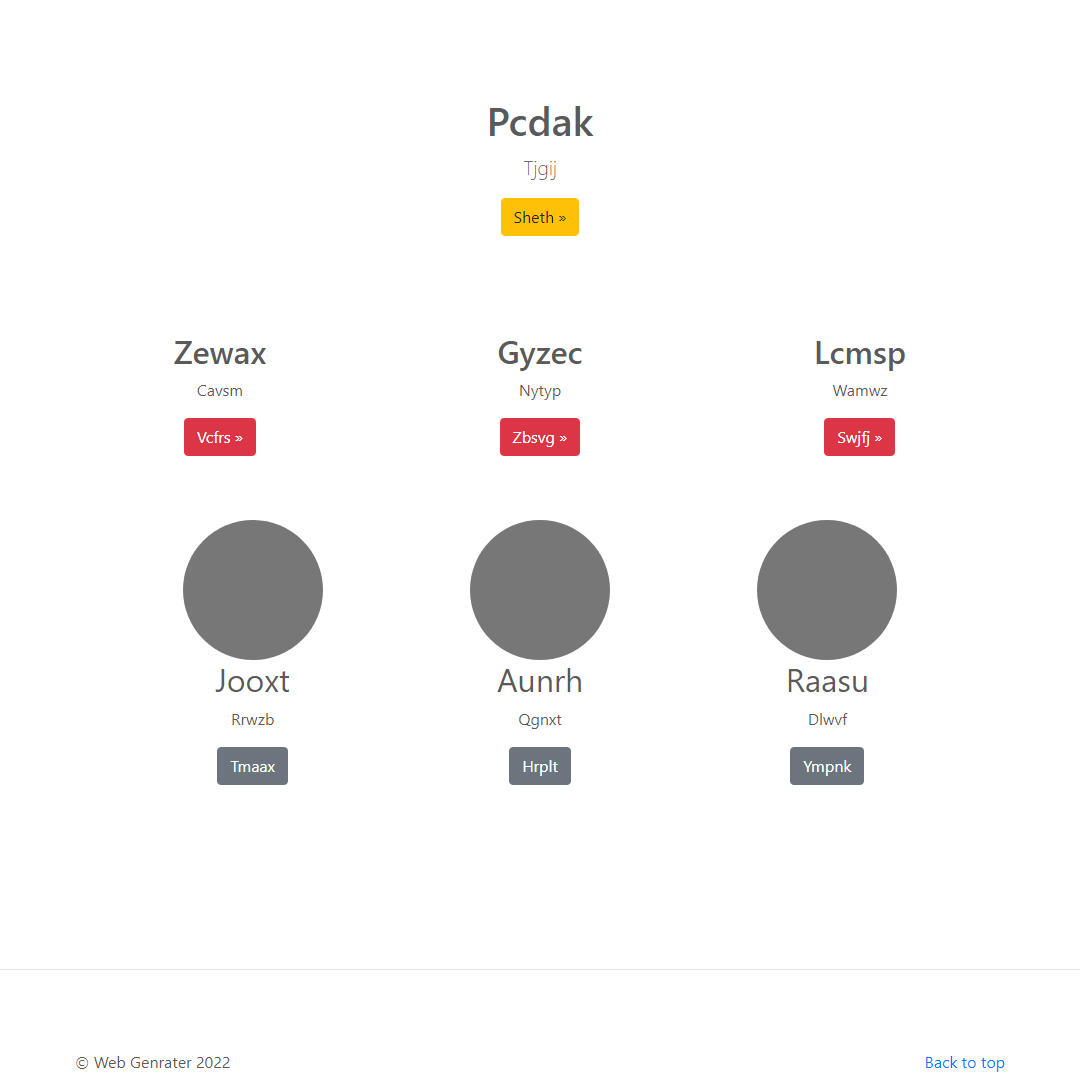 Pcdak
Tjgij
Sheth »
Zewax
Cavsm
Vcfrs »
Gyzec
Nytyp
Zbsvg »
Lcmsp
Wamwz
Swjfj »
Jooxt
Rrwzb
Tmaax
Aunrh
Qgnxt
Hrplt
Raasu
Dlwvf
Ympnk
© Web Genrater 2022
Back to top